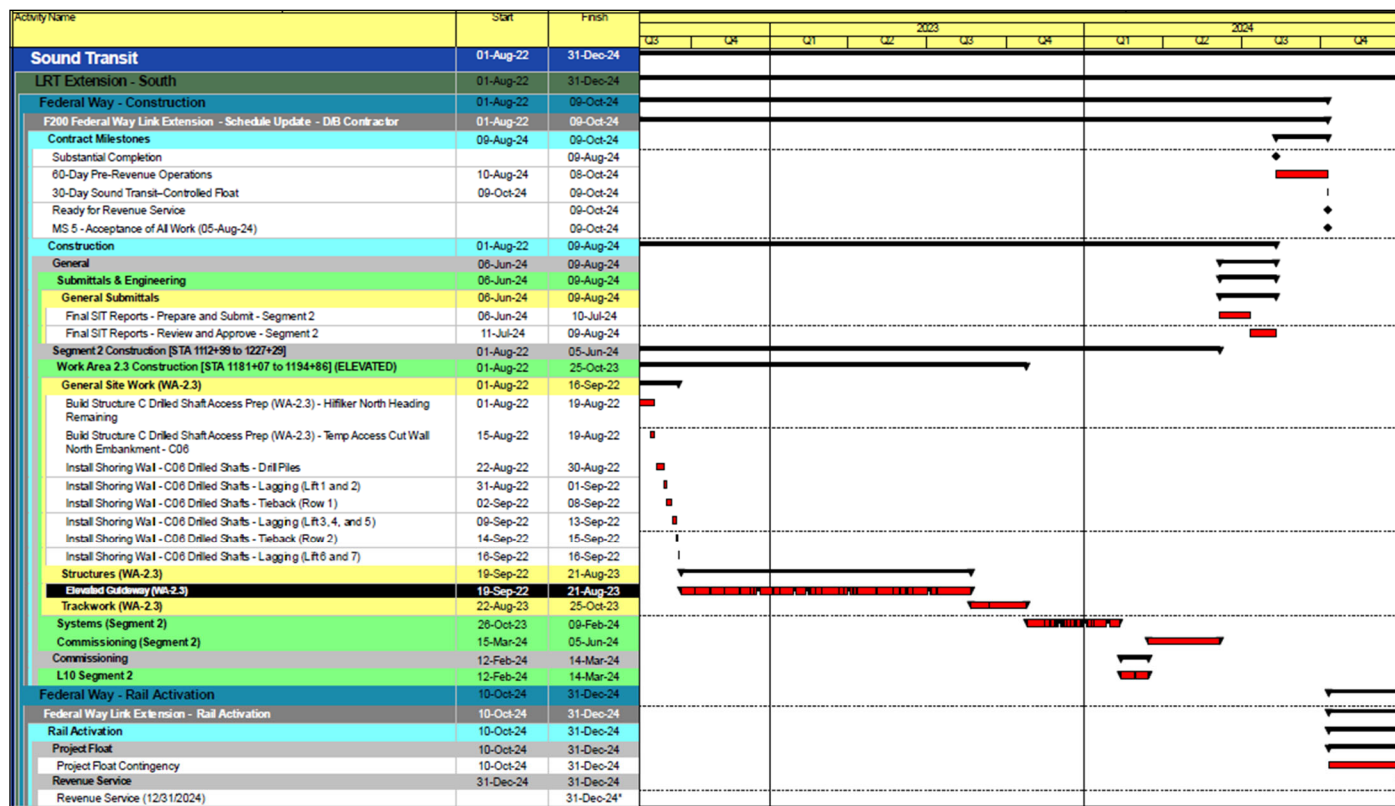 Activity Name Start Finish
2023 2024
Q3 Q4 Q1 Q2 Q3 Q4 Q1 Q2 Q3 Q4
Sound Transit 01-Aug-22 31-Dec-24
LRT Extension - South 01-Aug-22 31-Dec-24
Federal Way - Construction 01-Aug-22 09-Oct-24
F200 Federal Way Link Extension - Schedule Update - D/B Contractor 01-Aug-22 09-Oct-24
Contract Milestones 09-Aug-24 09-Oct-24
Substantial Completion 09-Aug-24
60-Day Pre-Revenue Operations 10-Aug-24 08-Oct-24
30-Day Sound Transit–Controlled Float 09-Oct-24 09-Oct-24
Ready for Revenue Service 09-Oct-24
MS 5 - Acceptance of All Work (05-Aug-24) 09-Oct-24
Construction 01-Aug-22 09-Aug-24
General 06-Jun-24 09-Aug-24
Submittals & Engineering 06-Jun-24 09-Aug-24
General Submittals 06-Jun-24 09-Aug-24
Final SIT Reports - Prepare and Submit - Segment 2 06-Jun-24 10-Jul-24
Final SIT Reports - Review and Approve - Segment 2 11-Jul-24 09-Aug-24
Segment 2 Construction [STA 1112+99 to 1227+29] 01-Aug-22 05-Jun-24
Work Area 2.3 Construction [STA 1181+07 to 1194+86] (ELEVATED) 01-Aug-22 25-Oct-23
General Site Work (WA-2.3) 01-Aug-22 16-Sep-22
Build Structure C Drilled Shaft Access Prep (WA-2.3) - Hilfiker North Heading 01-Aug-22 19-Aug-22
Remaining
Build Structure C Drilled Shaft Access Prep (WA-2.3) - Temp Access Cut Wall 15-Aug-22 19-Aug-22
North Embankment - C06
Install Shoring Wall - C06 Drilled Shafts - Drill Piles 22-Aug-22 30-Aug-22
Install Shoring Wall - C06 Drilled Shafts - Lagging (Lift 1 and 2) 31-Aug-22 01-Sep-22
Install Shoring Wall - C06 Drilled Shafts - Tieback (Row 1) 02-Sep-22 08-Sep-22
Install Shoring Wall - C06 Drilled Shafts - Lagging (Lift 3, 4, and 5) 09-Sep-22 13-Sep-22
Install Shoring Wall - C06 Drilled Shafts - Tieback (Row 2) 14-Sep-22 15-Sep-22
Install Shoring Wall - C06 Drilled Shafts - Lagging (Lift 6 and 7) 16-Sep-22 16-Sep-22
Structures (WA-2.3) 19-Sep-22 21-Aug-23
Elevated Guideway (WA-2.3) 19-Sep-22 21-Aug-23
Trackwork (WA-2.3) 22-Aug-23 25-Oct-23
Systems (Segment 2) 26-Oct-23 09-Feb-24
Commissioning (Segment 2) 15-Mar-24 05-Jun-24
Commissioning 12-Feb-24 14-Mar-24
L10 Segment 2 12-Feb-24 14-Mar-24
Federal Way - Rail Activation 10-Oct-24 31-Dec-24
Federal Way Link Extension - Rail Activation 10-Oct-24 31-Dec-24
Rail Activation 10-Oct-24 31-Dec-24
Project Float 10-Oct-24 31-Dec-24
Project Float Contingency 10-Oct-24 31-Dec-24
Revenue Service 31-Dec-24 31-Dec-24
Revenue Service (12/31/2024) 31-Dec-24*